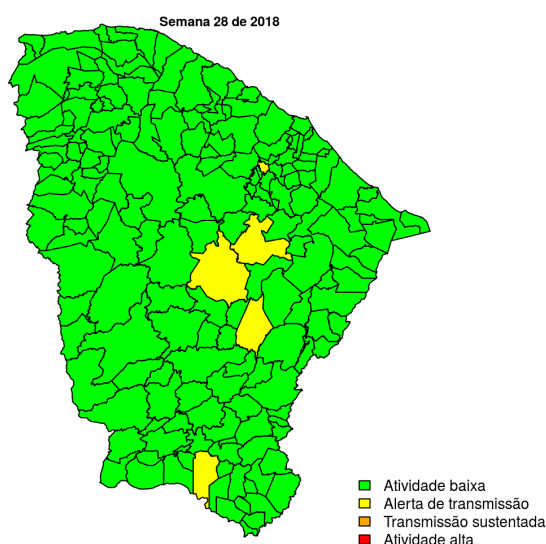 Semana 28 de 2018
Atividade baixa
Alerta de transmissão
Transmissão sustentada
Atividade alta